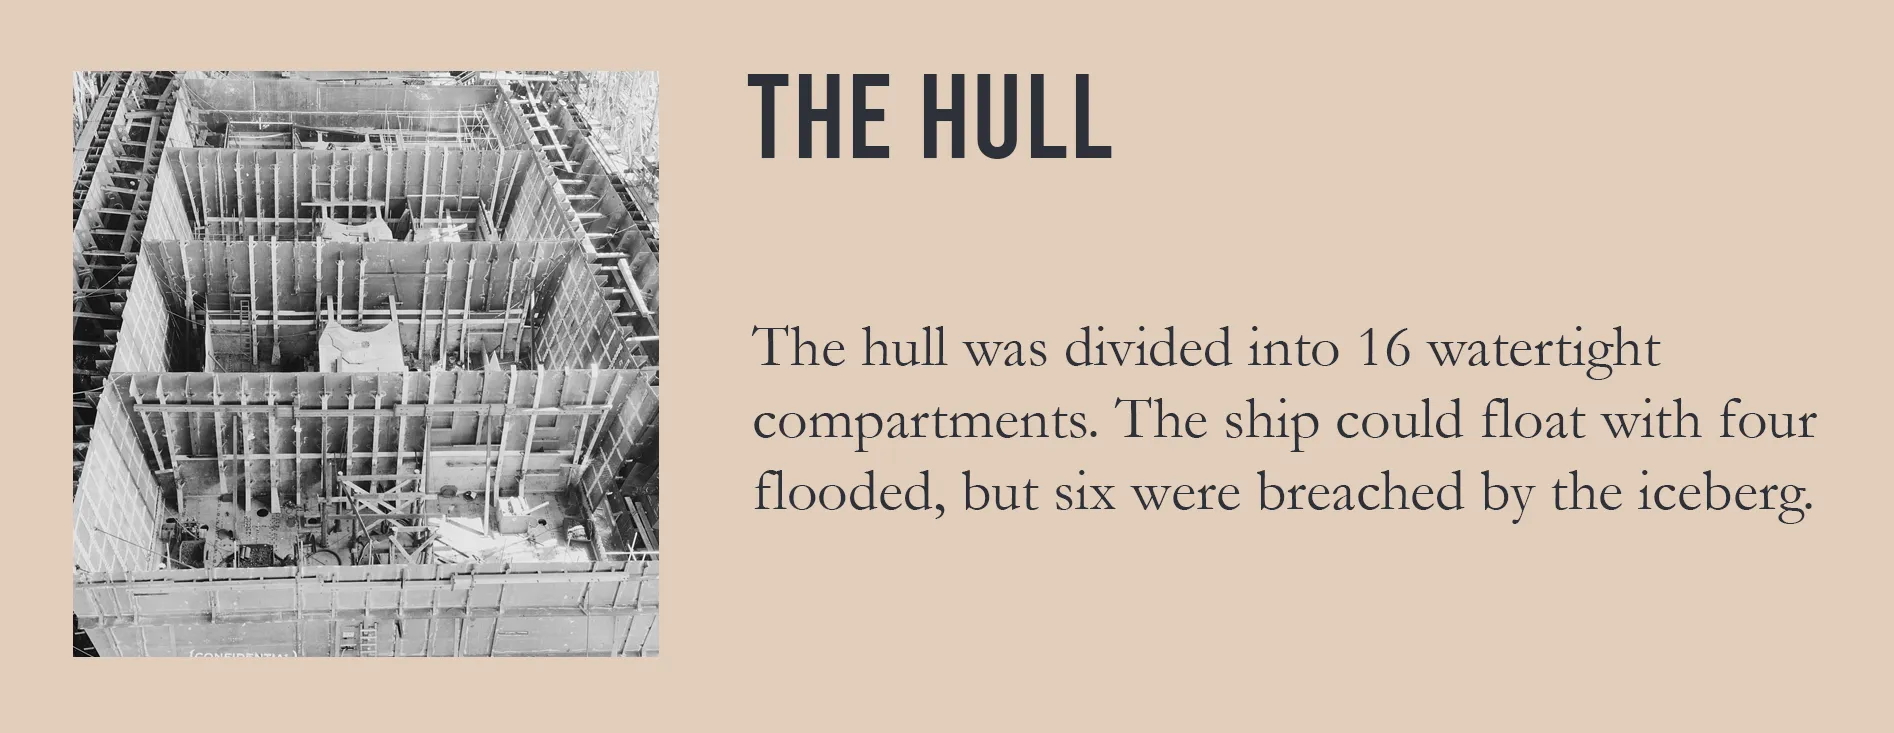 THE HULL
The hull was divided into 16 watertight
compartments. The ship could float with four
flooded, but six were breached by the iceberg.
(CONFIDENTIAL)